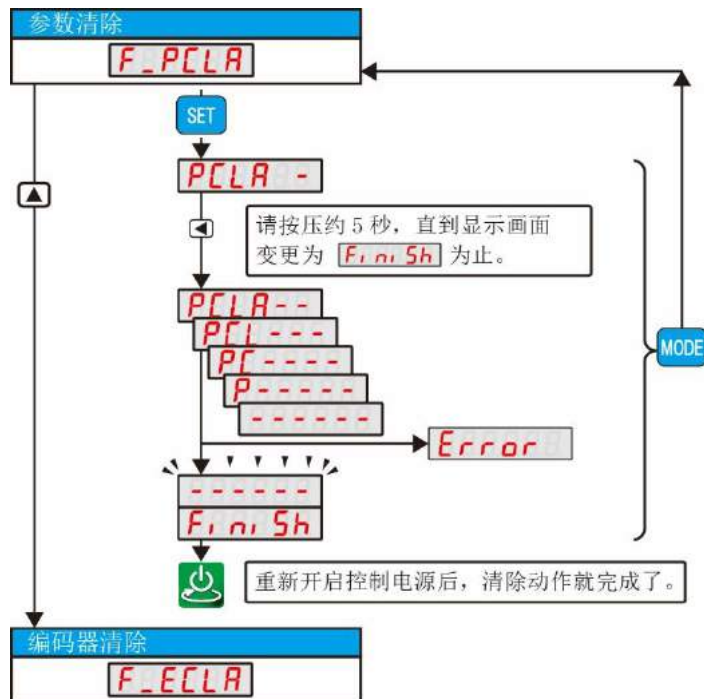 参数清除
F_PCLA
SET
PCLA -
请按压约 5 秒，直到显示画面
变更为 FiniSh 为止。
PCLA--
PCL---
PC----
P-----
------
MODE
Error
------
FiniSh
重新开启控制电源后，清除动作就完成了。
编码器清除
F_ECLA